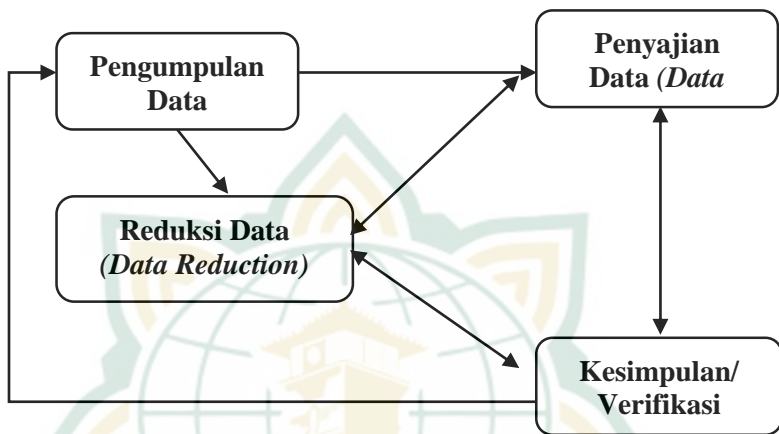 Pengumpulan
Data
Penyajian
Data (Data
Reduksi Data
(Data Reduction)
Kesimpulan/
Verifikasi